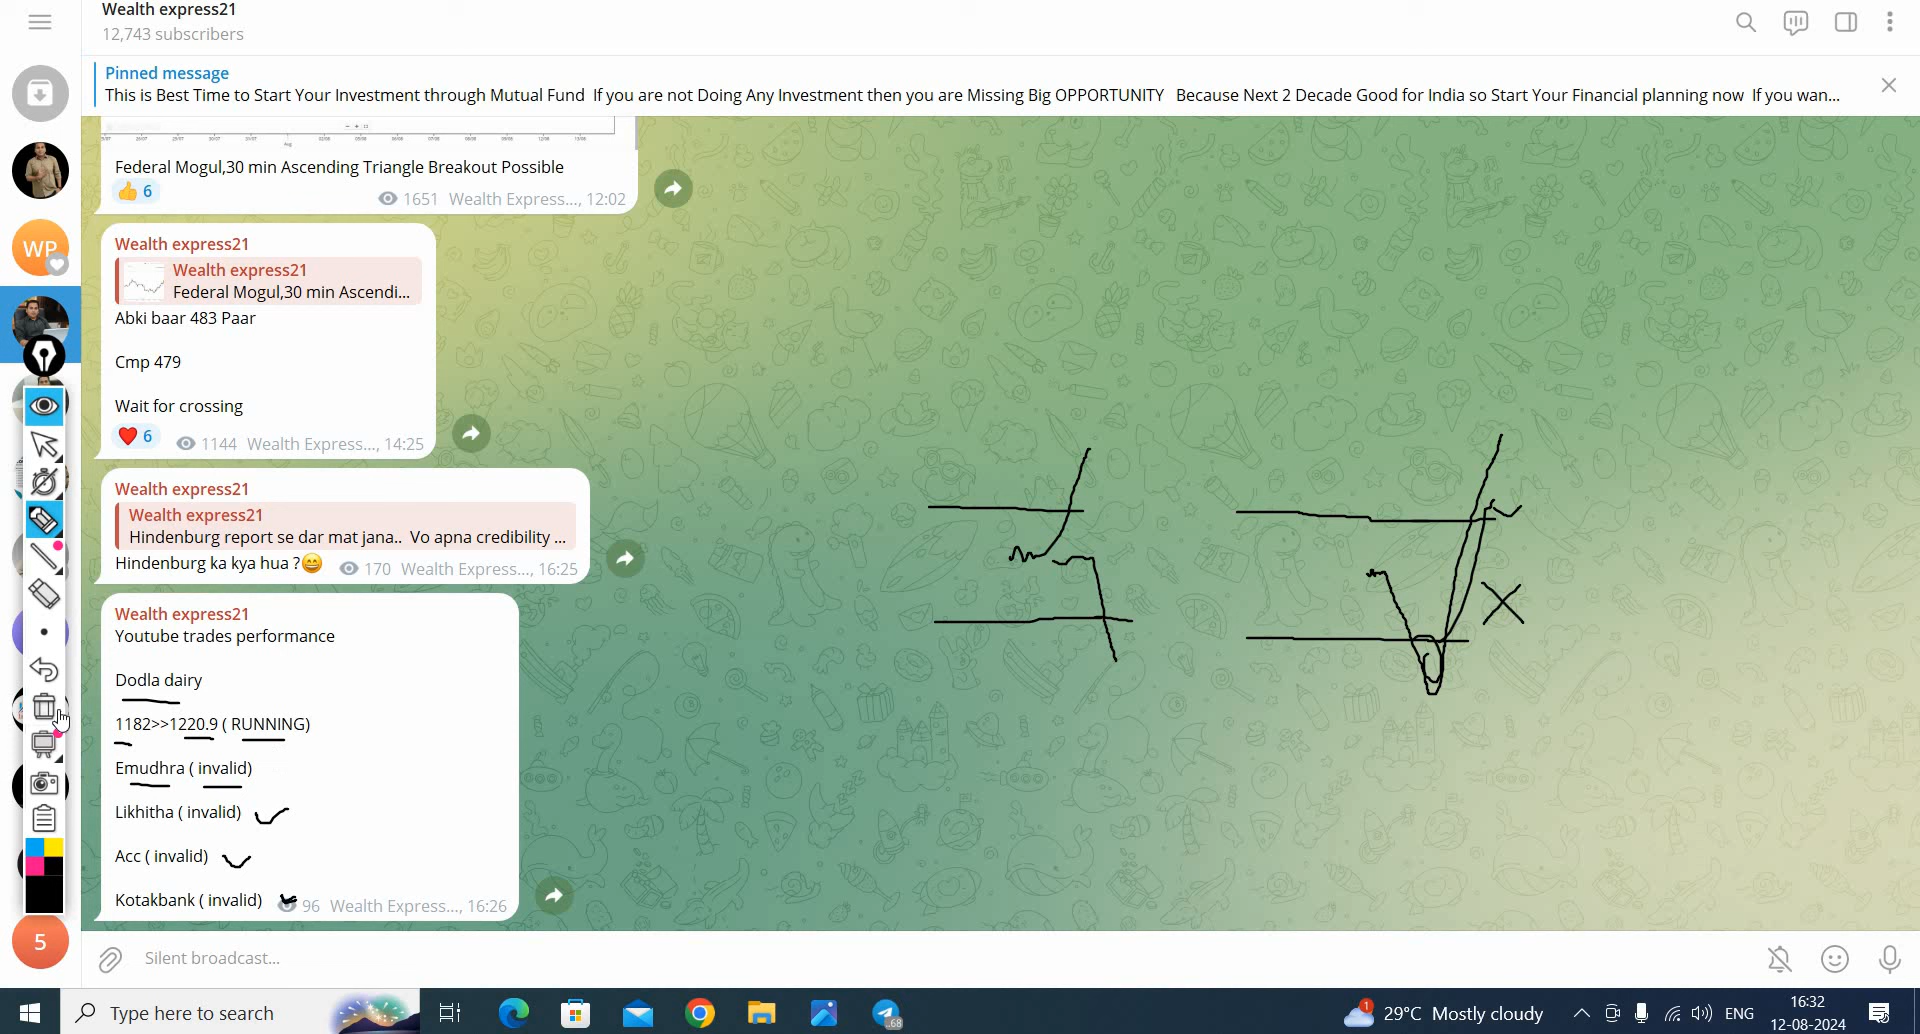 Wealth express21
12,743 subscribers
Pinned message
This is Best Time to Start Your Investment through Mutual Fund If you are not Doing Any Investment then you are Missing Big OPPORTUNITY Because Next 2 Decade Good for India so Start Your Financial planning now If you wan...
Federal Mogul,30 min Ascending Triangle Breakout Possible
👍 6 1651 Wealth Express..., 12:02
WP
Wealth express21
Wealth express21
Federal Mogul,30 min Ascendi...
Abki baar 483 Paar
Cmp 479
Wait for crossing
❤️ 6 1144 Wealth Express..., 14:25
Wealth express21
Wealth express21
Hindenburg report se dar mat jana.. Vo apna credibility ...
Hindenburg ka kya hua ?😄 170 Wealth Express..., 16:25
Wealth express21
Youtube trades performance
Dodla dairy
1182>>1220.9 ( RUNNING)
Emudhra ( invalid)
Likhitha ( invalid)
Acc ( invalid)
Kotakbank ( invalid) 96 Wealth Express..., 16:26
5
Silent broadcast...
Type here to search
68
1 29°C Mostly cloudy
ENG
16:32
12-08-2024